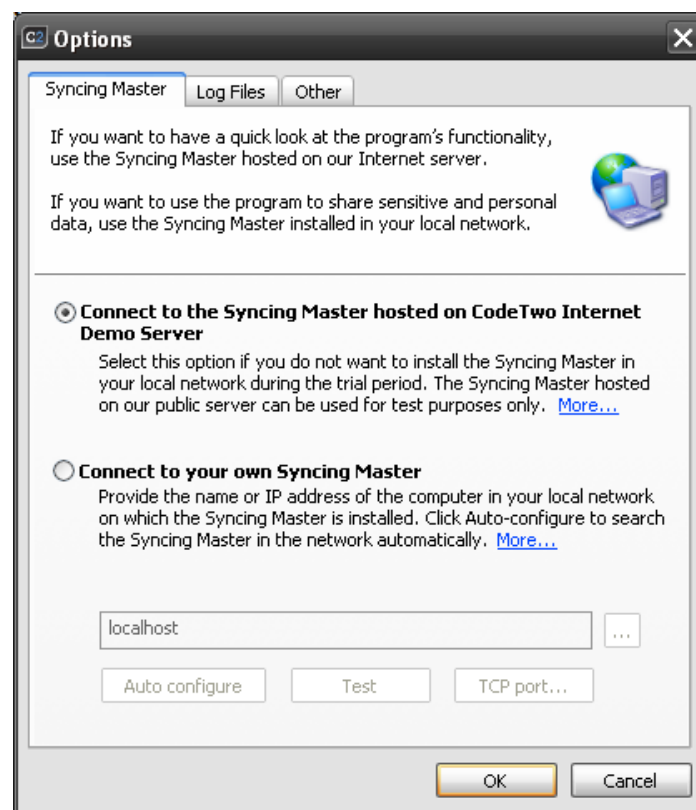 C2 Options
Syncing Master
Log Files
Other
If you want to have a quick look at the program's functionality,
use the Syncing Master hosted on our Internet server.
If you want to use the program to share sensitive and personal
data, use the Syncing Master installed in your local network.
Connect to the Syncing Master hosted on CodeTwo Internet
Demo Server
Select this option if you do not want to install the Syncing Master in
your local network during the trial period. The Syncing Master hosted
on our public server can be used for test purposes only. More...
Connect to your own Syncing Master
Provide the name or IP address of the computer in your local network
on which the Syncing Master is installed. Click Auto-configure to search
the Syncing Master in the network automatically. More...
localhost ...
Auto configure
Test
TCP port...
OK
Cancel